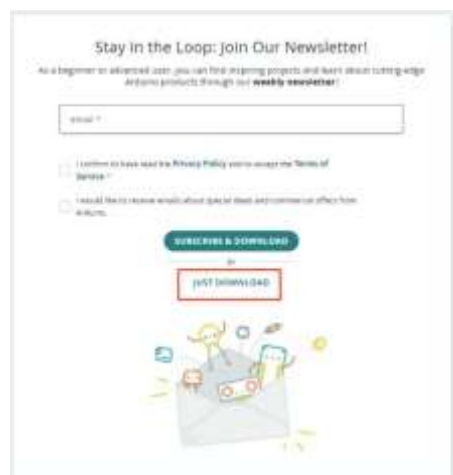 Stay in the Loop: Join Our Newsletter!
As a beginner or advanced user, you can find inspiring projects and learn about cutting-edge
Arduino products through our weekly newsletter!
email *
I confirm to have read the Privacy Policy and to accept the Terms of
Service *
I would like to receive emails about special deals and commercial offers from
Arduino.
SUBSCRIBE & DOWNLOAD
or
JUST DOWNLOAD